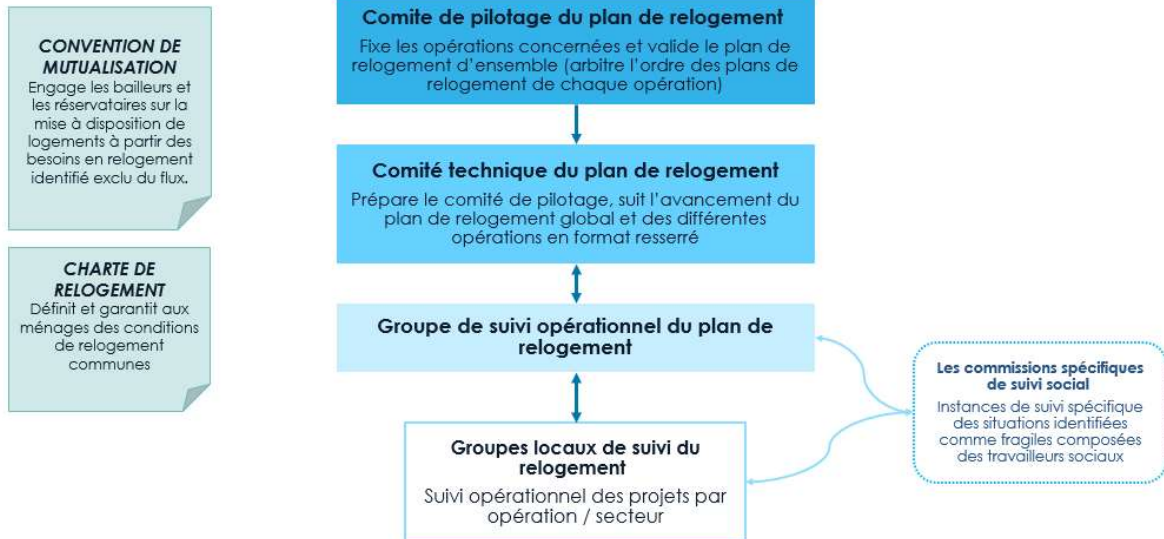 CONVENTION DE
MUTUALISATION
Engage les bailleurs et
les réservataires sur la
mise à disposition de
logements à partir des
besoins en relogement
identifié exclu du flux.
CHARTE DE
RELOGEMENT
Définit et garantit aux
ménages des conditions
de relogement
communes
Comite de pilotage du plan de relogement
Fixe les opérations concernées et valide le plan de
relogement d'ensemble (arbitre l'ordre des plans de
relogement de chaque opération)
Comité technique du plan de relogement
Prépare le comité de pilotage, suit l'avancement du
plan de relogement global et des différentes
opérations en format resserré
Groupe de suivi opérationnel du plan de
relogement
Groupes locaux de suivi du
relogement
Suivi opérationnel des projets par
opération / secteur
Les commissions spécifiques
de suivi social
Instances de suivi spécifique
des situations identifiées
comme fragiles composées
des travailleurs sociaux